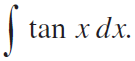 ∫ tan x dx.